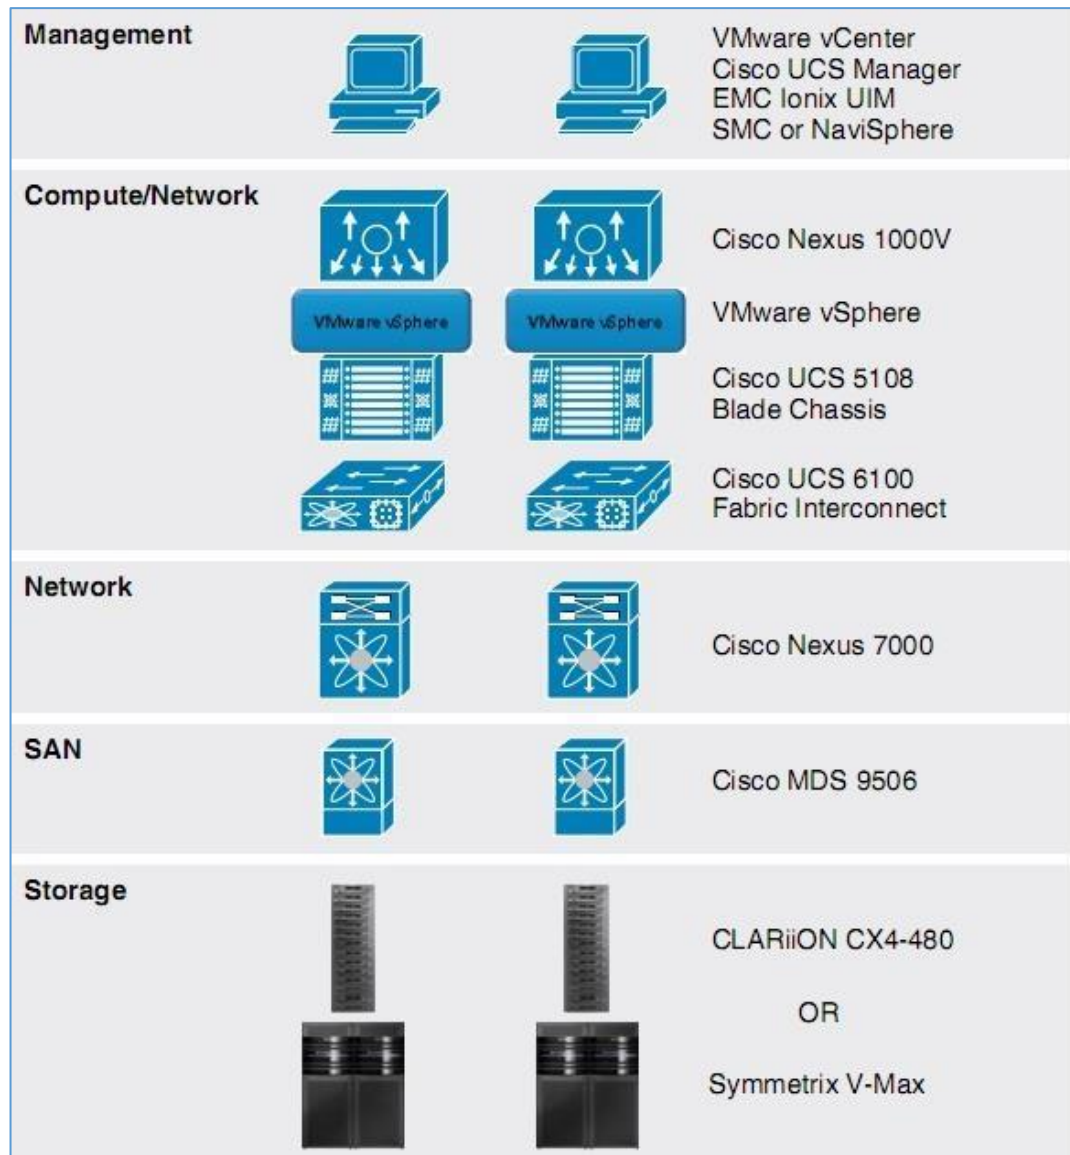 Management
VMware vCenter
Cisco UCS Manager
EMC Ionix UIM
SMC or NaviSphere
Compute/Network
Cisco Nexus 1000V
VMware vSphere
VMware vSphere
VMware vSphere
Cisco UCS 5108
Blade Chassis
Cisco UCS 6100
Fabric Interconnect
Network
Cisco Nexus 7000
SAN
Cisco MDS 9506
Storage
CLARiiON CX4-480
OR
Symmetrix V-Max